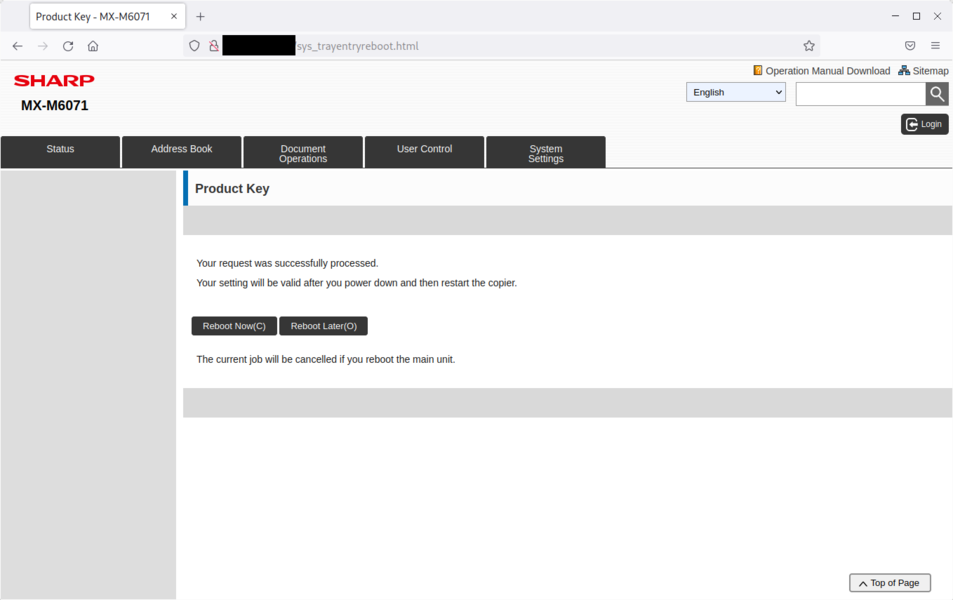 Product Key - MX-M6071
sys_trayentryreboot.html
SHARP
Operation Manual Download
Sitemap
MX-M6071
English
Login
Status
Address Book
Document
Operations
User Control
System
Settings
Product Key
Your request was successfully processed.
Your setting will be valid after you power down and then restart the copier.
Reboot Now(C)
Reboot Later(O)
The current job will be cancelled if you reboot the main unit.
Top of Page